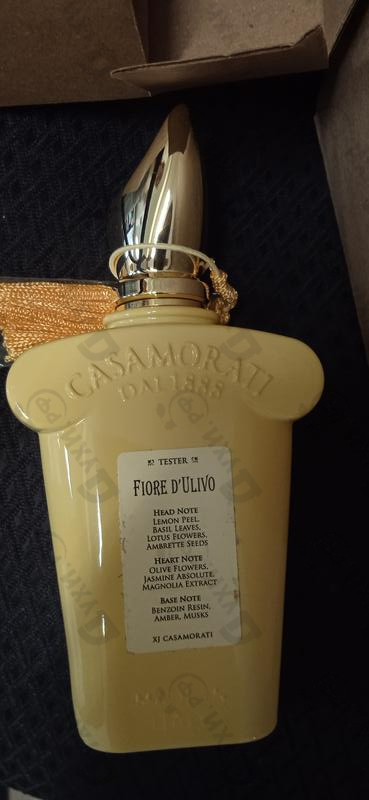 CASAMORATI
DAL 1888
TESTER
FIORE D'ULIVO
HEAD NOTE
LEMON PEEL,
BASIL LEAVES,
LOTUS FLOWERS,
AMBRETTE SEEDS
HEART NOTE
OLIVE FLOWERS,
JASMINE ABSOLUTE,
MAGNOLIA EXTRACT
BASE NOTE
BENZOIN RESIN,
AMBER, MUSKS
XJ CASAMORATI